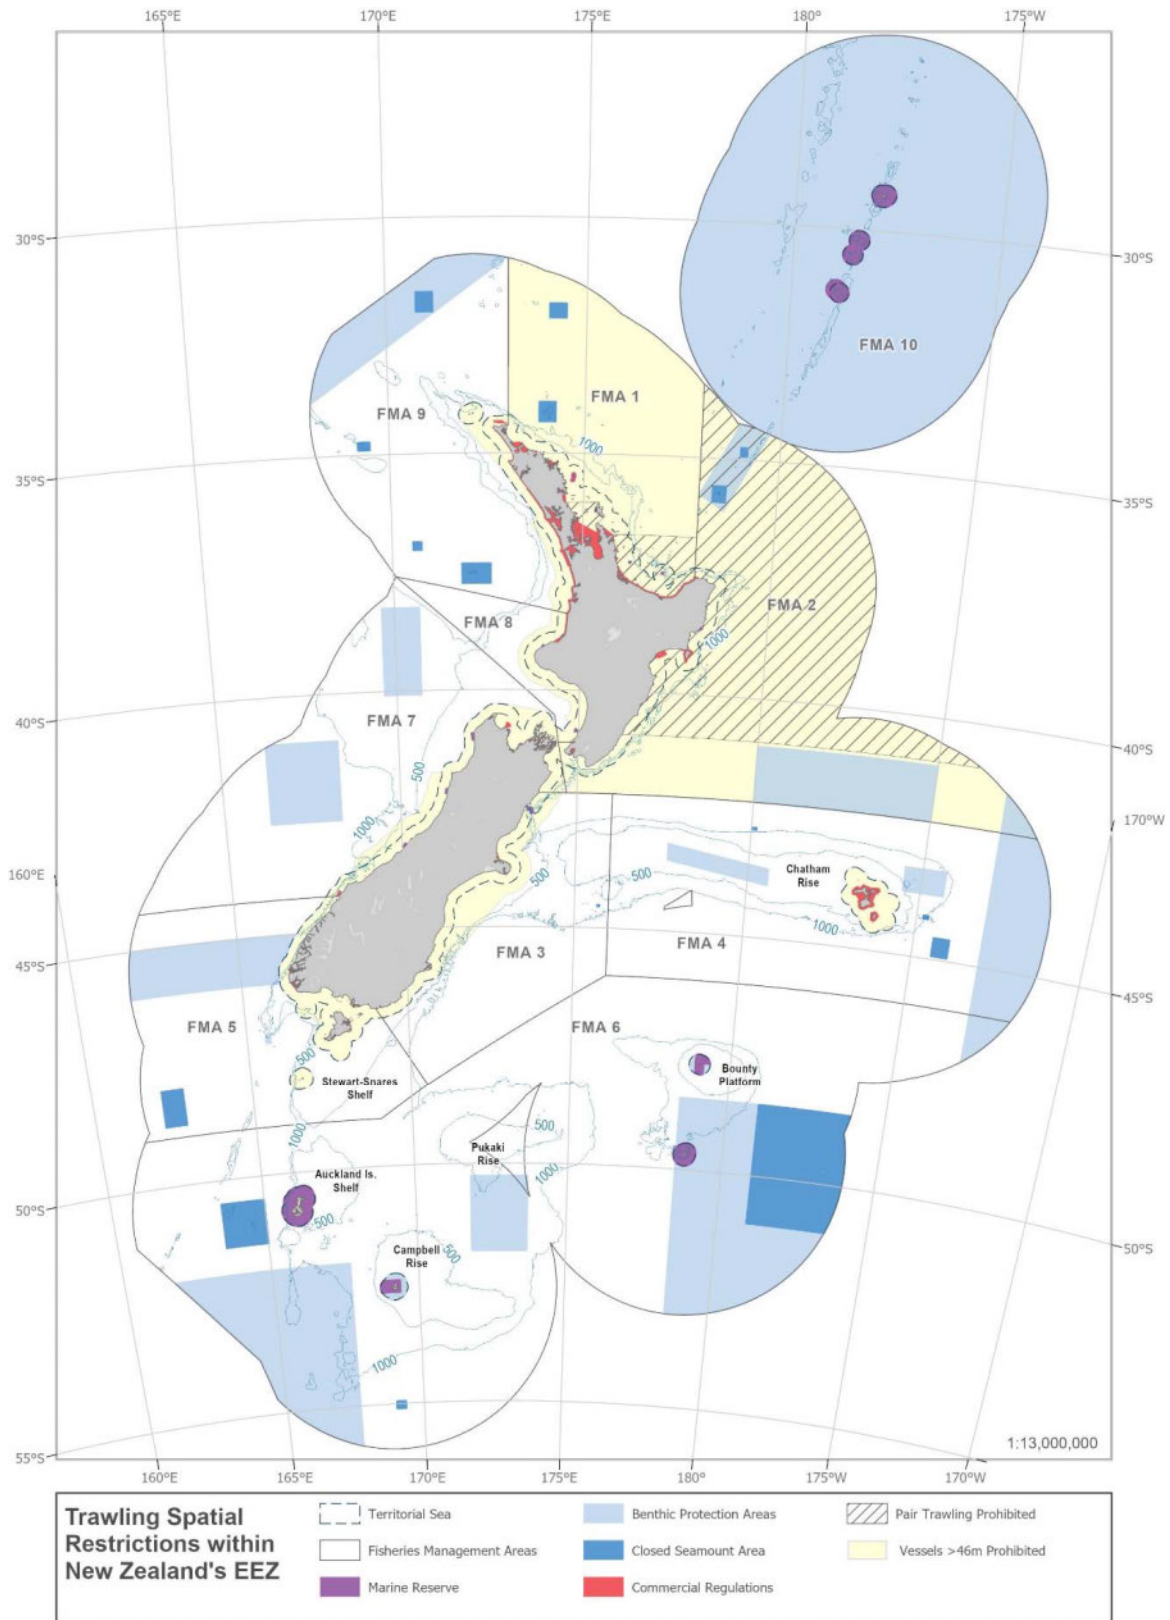 165°E 170°E 175°E 180° 175°W
30°S
30°S
FMA 10
FMA 1
FMA 9
1000
35°S
35°S
FMA 2
FMA 8
1000
FMA 7
40°S
40°S
500
1000
170°W
160°E
Chatham
Rise
500
500
1000
FMA 3
FMA 4
45°S
45°S
FMA 5
FMA 6
500
Stewart-Snares
Shelf
Bounty
Platform
1000
500
Pukaki
Rise
1000
Auckland Is.
Shelf
50°S
500
50°S
Campbell
Rise
500
1000
1:13,000,000
55°S
160°E 165°E 170°E 175°E 180° 175°W 170°W
Trawling Spatial
Restrictions within
New Zealand's EEZ
Territorial Sea
Fisheries Management Areas
Marine Reserve
Benthic Protection Areas
Closed Seamount Area
Commercial Regulations
Pair Trawling Prohibited
Vessels >46m Prohibited